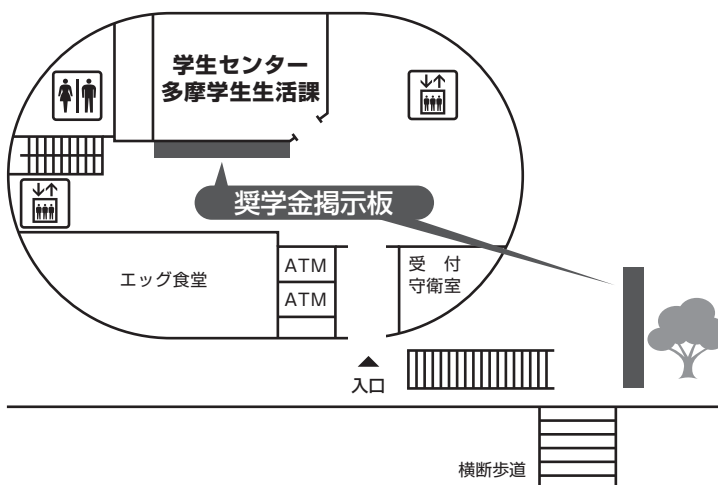 学生センター
多摩学生生活課
奨学金掲示板
エッグ食堂
ATM
ATM
受　付
守衛室
入口
横断歩道